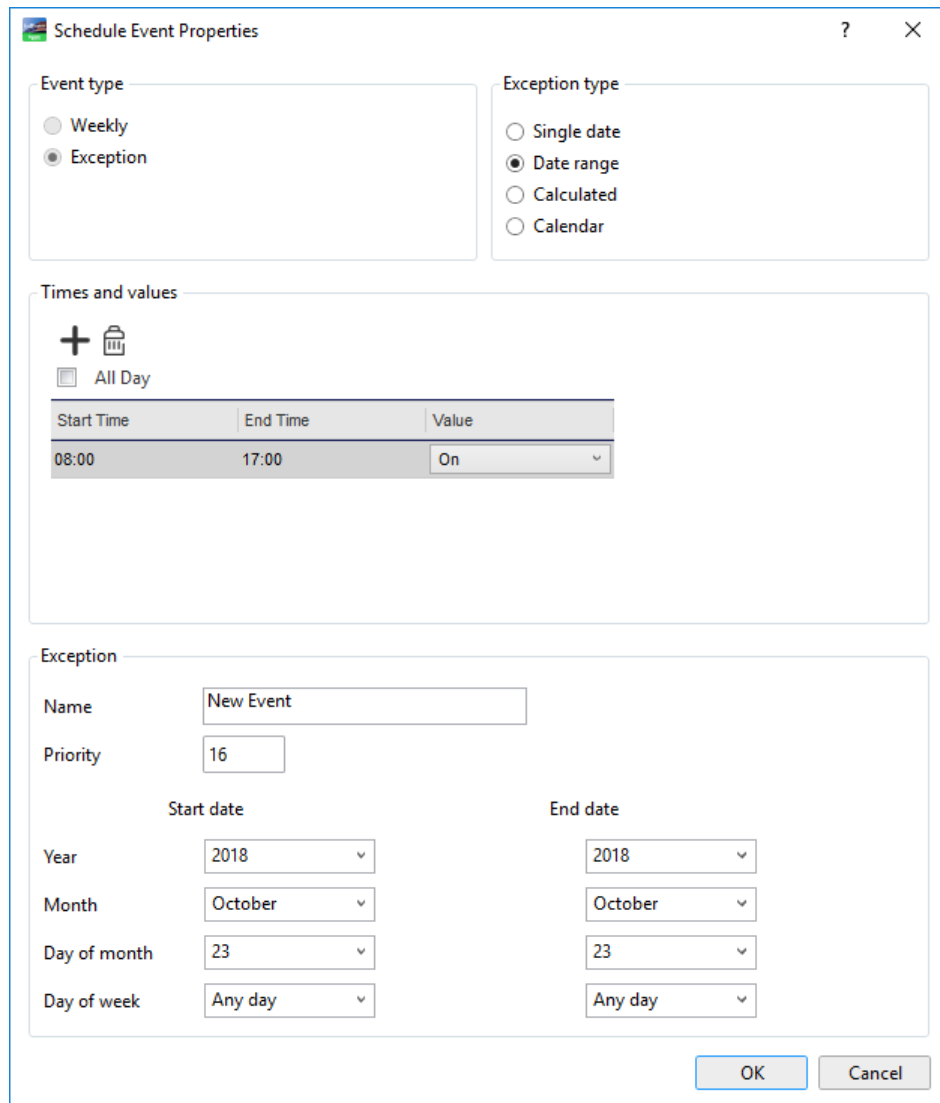 Schedule Event Properties ?
Event type
Weekly
Exception
Exception type
Single date
Date range
Calculated
Calendar
Times and values
All Day
Start Time End Time Value
08:00 17:00 On
Exception
Name New Event
Priority 16
Start date End date
Year 2018 2018
Month October October
Day of month 23 23
Day of week Any day Any day
OK Cancel